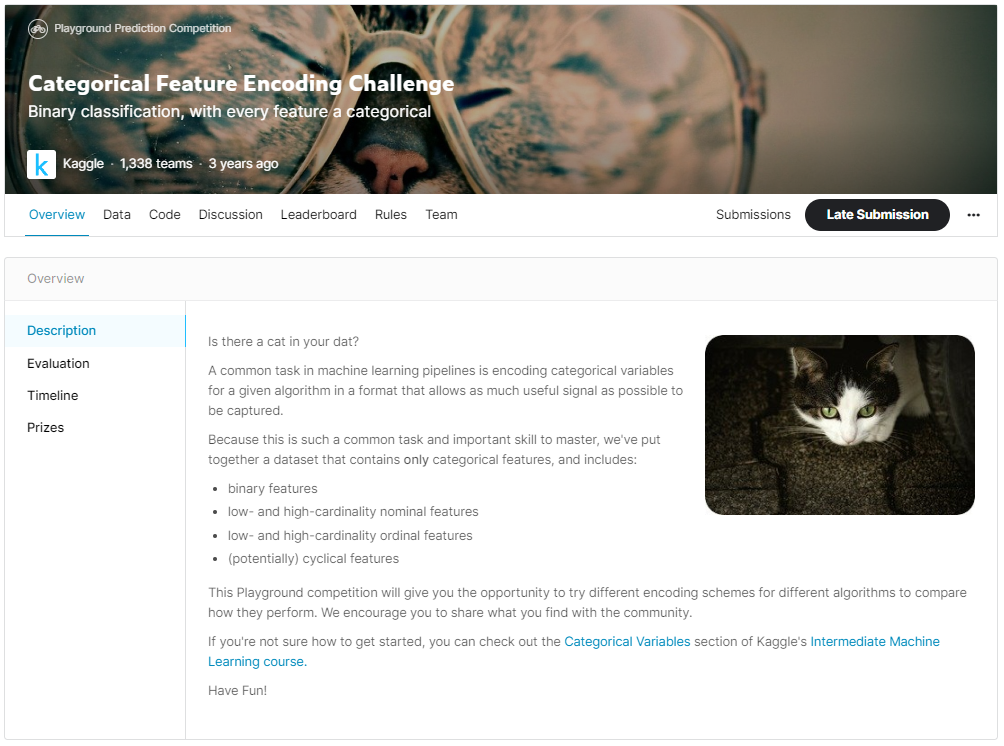 Playground Prediction Competition
Categorical Feature Encoding Challenge
Binary classification, with every feature a categorical
k Kaggle · 1,338 teams · 3 years ago
Overview Data Code Discussion Leaderboard Rules Team Submissions Late Submission
Overview
Description
Evaluation
Timeline
Prizes
Is there a cat in your dat?
A common task in machine learning pipelines is encoding categorical variables
for a given algorithm in a format that allows as much useful signal as possible to
be captured.
Because this is such a common task and important skill to master, we've put
together a dataset that contains only categorical features, and includes:
• binary features
• low- and high-cardinality nominal features
• low- and high-cardinality ordinal features
• (potentially) cyclical features
This Playground competition will give you the opportunity to try different encoding schemes for different algorithms to compare
how they perform. We encourage you to share what you find with the community.
If you're not sure how to get started, you can check out the Categorical Variables section of Kaggle's Intermediate Machine
Learning course.
Have Fun!